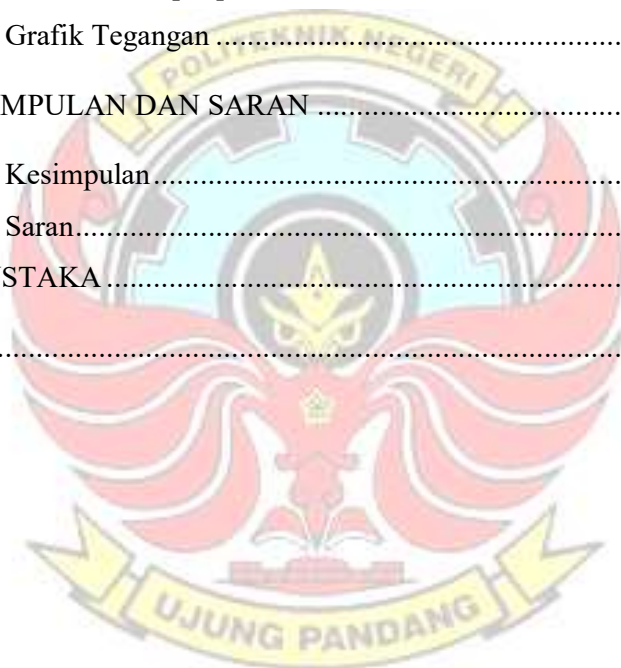 Grafik Tegangan ................................................
POLITEKNIK NEGERI
MPULAN DAN SARAN ................................................
Kesimpulan ................................................
Saran ................................................
STAKA ................................................
................................................
UJUNG PANDANG